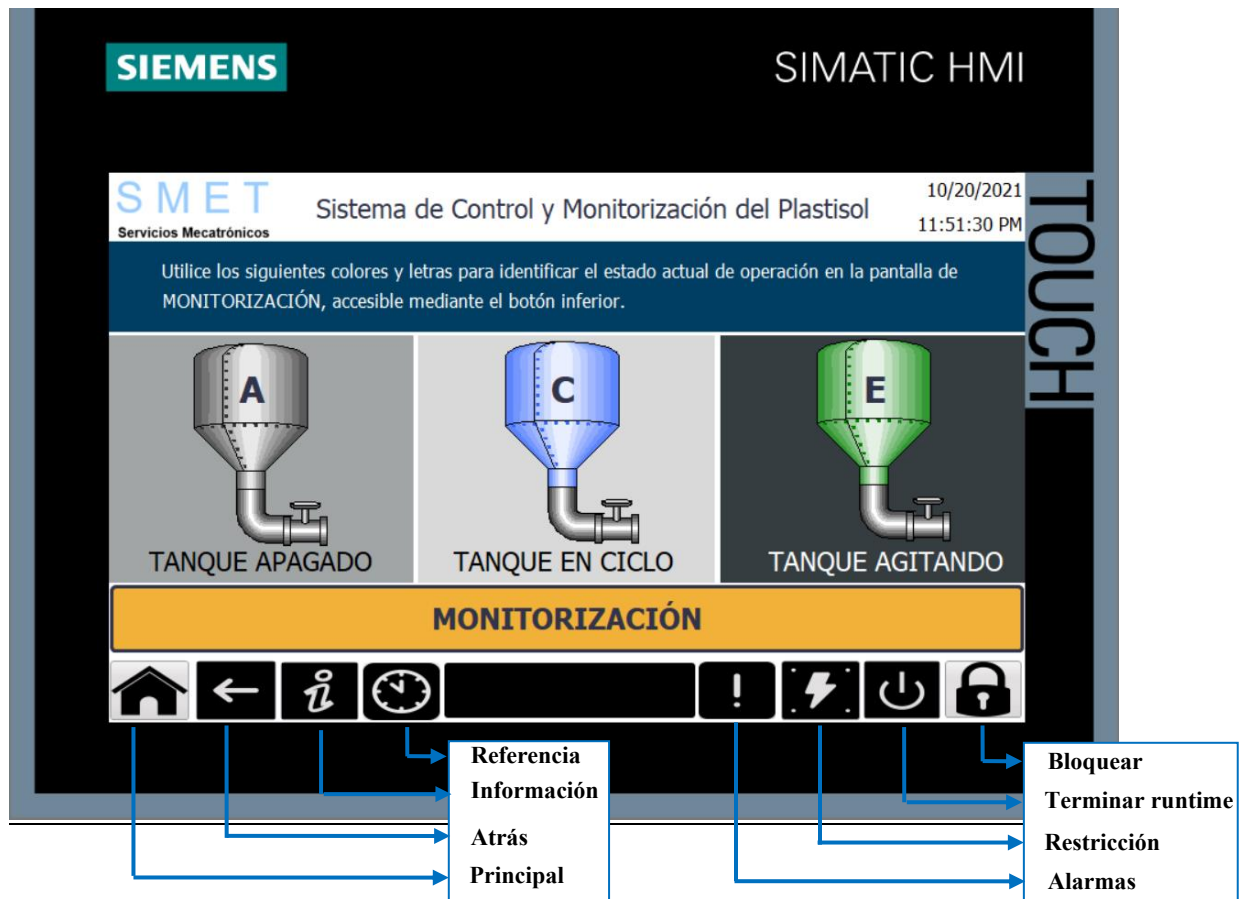 SIEMENS
SIMATIC HMI
TOUCH
SMET
Servicios Mecatrónicos
Sistema de Control y Monitorización del Plastisol
10/20/2021
11:51:30 PM
Utilice los siguientes colores y letras para identificar el estado actual de operación en la pantalla de
MONITORIZACIÓN, accesible mediante el botón inferior.
A
C
E
TANQUE APAGADO
TANQUE EN CICLO
TANQUE AGITANDO
MONITORIZACIÓN
i
!
Referencia
Información
Atrás
Principal
Bloquear
Terminar runtime
Restricción
Alarmas